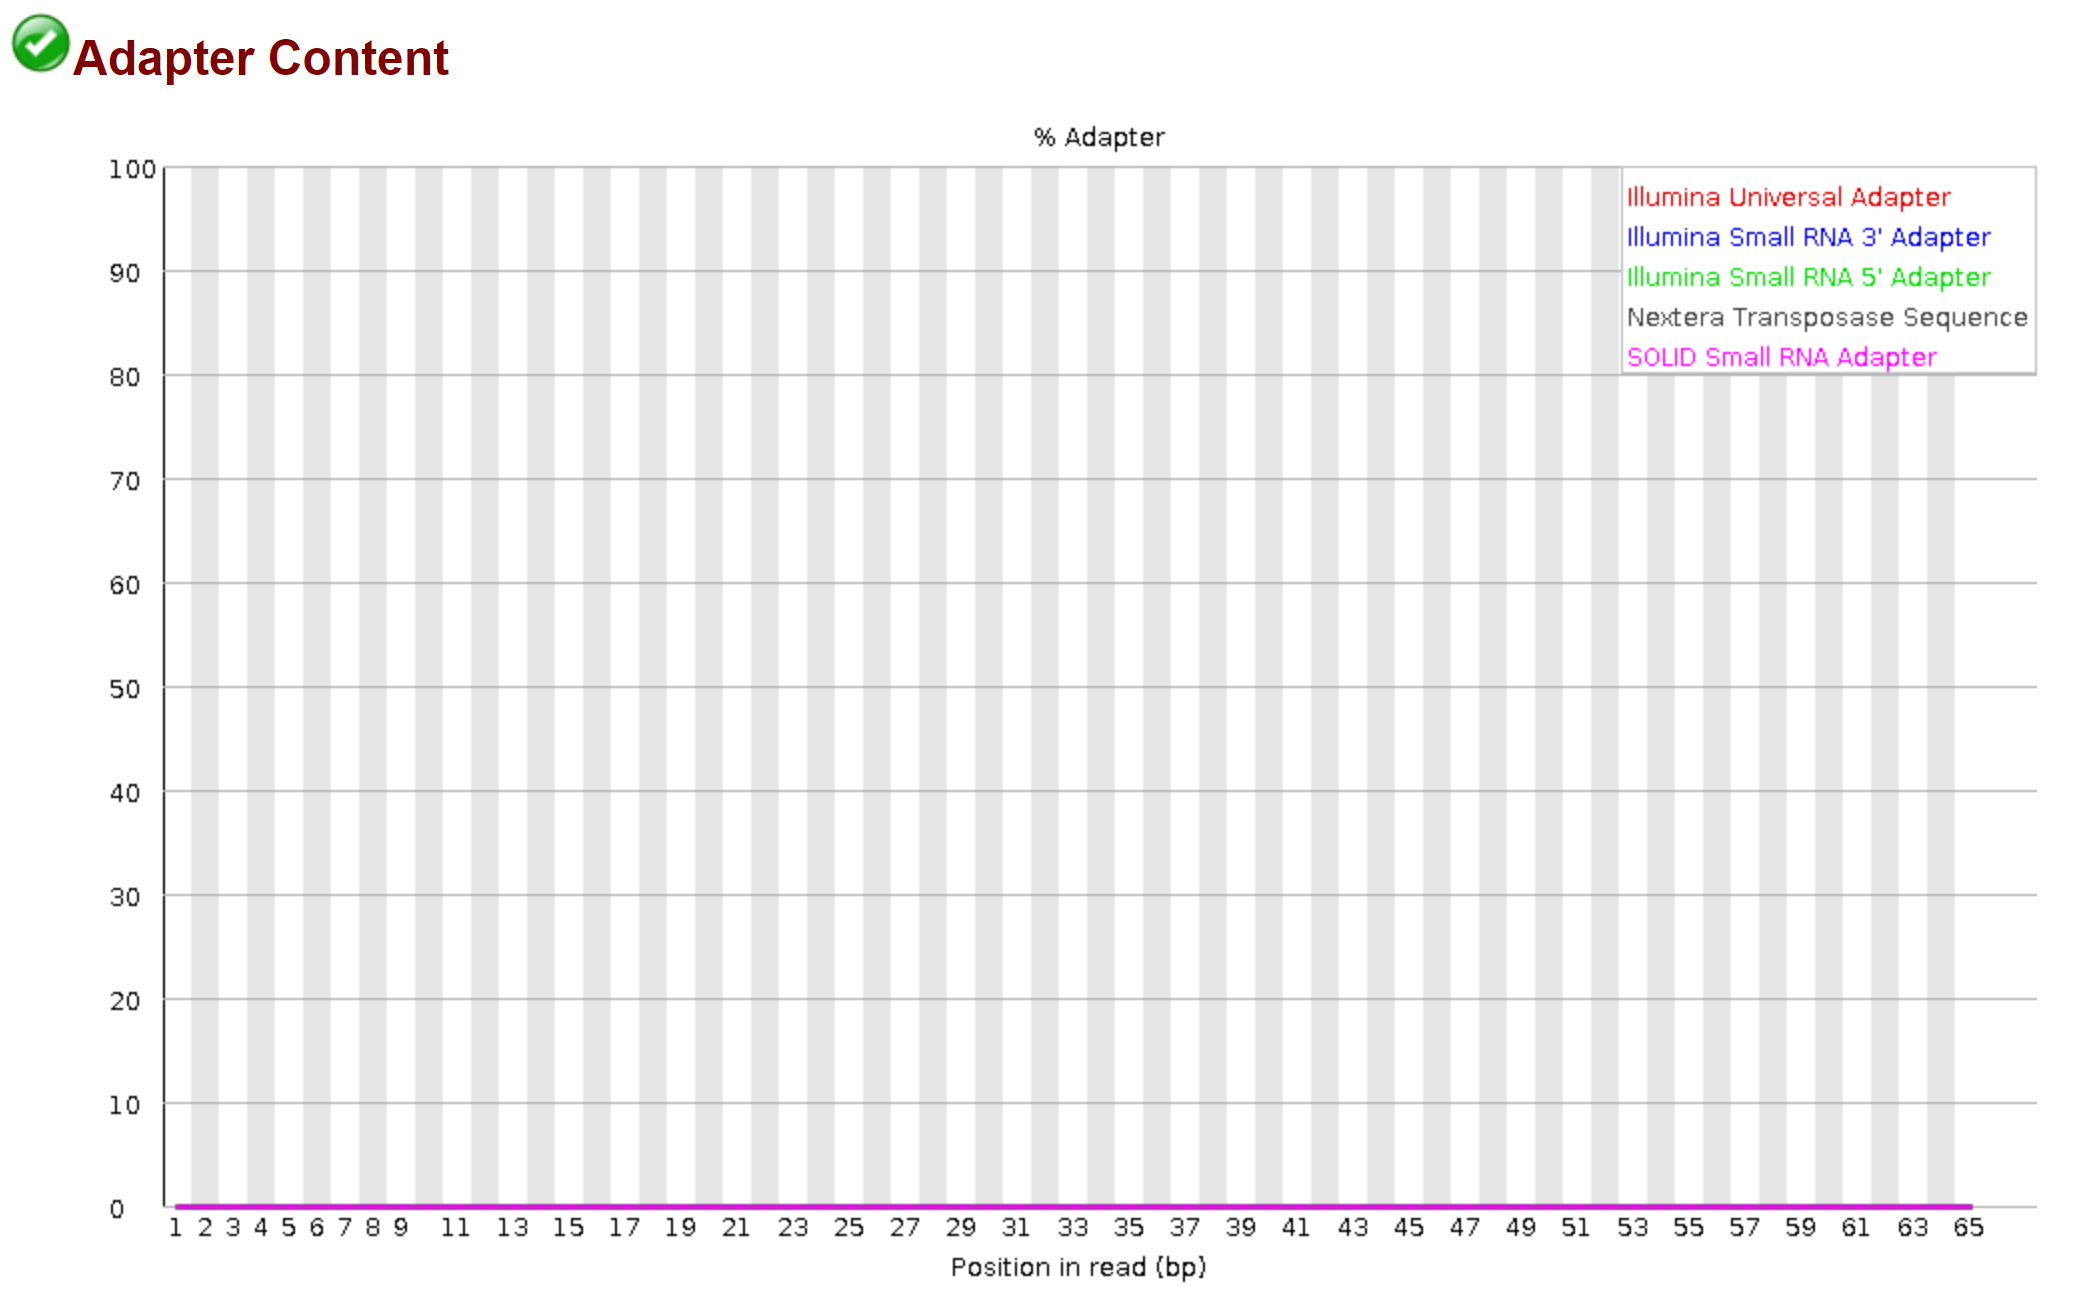 Adapter Content
% Adapter
100
Illumina Universal Adapter
Illumina Small RNA 3' Adapter
90
Illumina Small RNA 5' Adapter
Nextera Transposase Sequence
SOLID Small RNA Adapter
80
70
60
50
40
30
20
10
0
1 2 3 4 5 6 7 8 9 11 13 15 17 19 21 23 25 27 29 31 33 35 37 39 41 43 45 47 49 51 53 55 57 59 61 63 65
Position in read (bp)